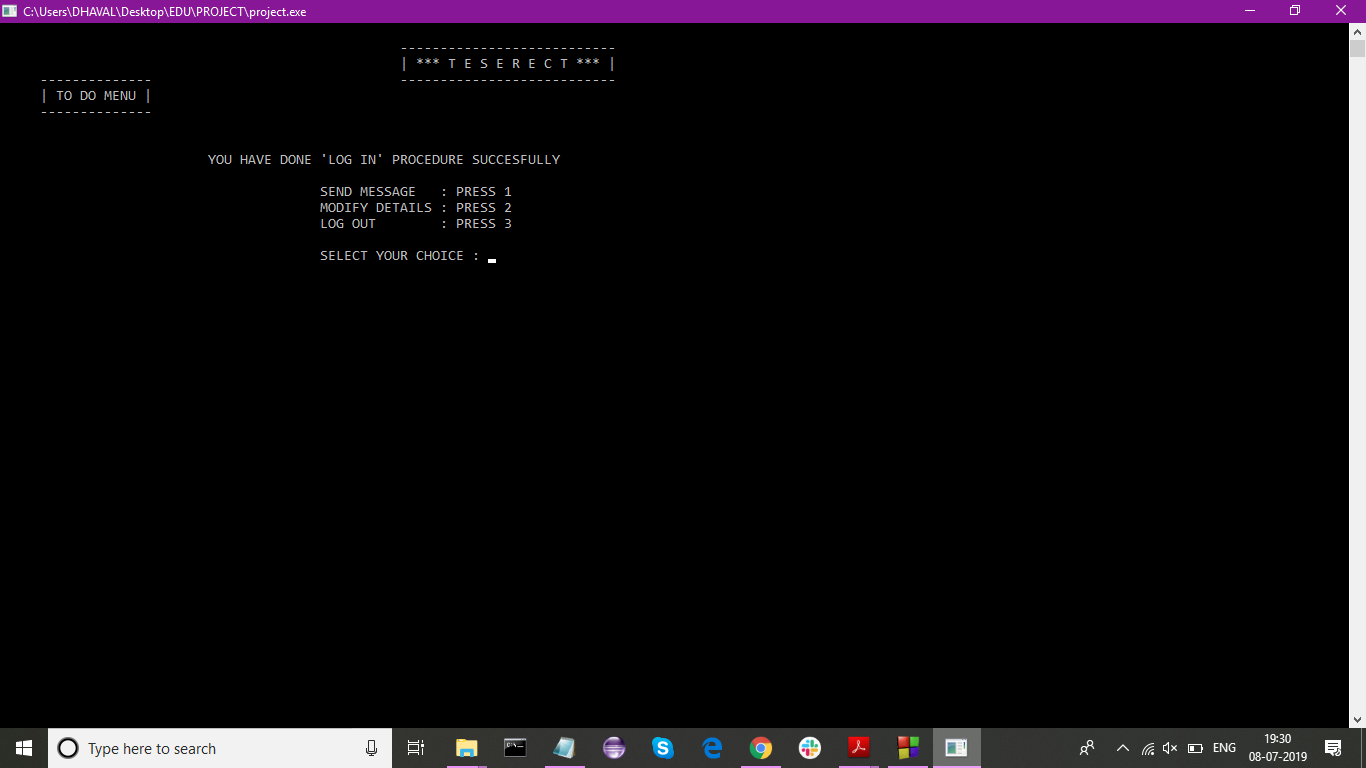 C:\Users\DHAVAL\Desktop\EDU\PROJECT\project.exe
---------------------------
| *** T E S E R E C T *** |
---------------------------
--------------
| TO DO MENU |
--------------
YOU HAVE DONE 'LOG IN' PROCEDURE SUCCESFULLY
SEND MESSAGE   : PRESS 1
MODIFY DETAILS : PRESS 2
LOG OUT        : PRESS 3
SELECT YOUR CHOICE :
Type here to search
ENG
19:30
08-07-2019